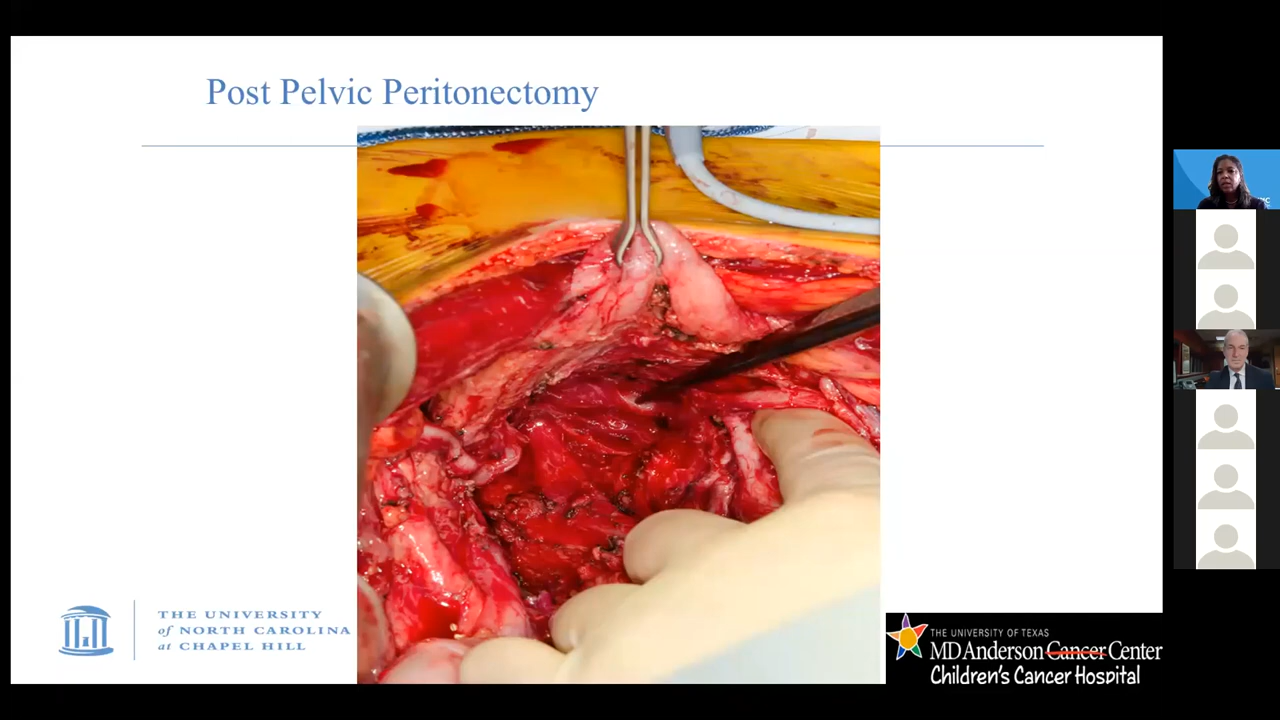 Post Pelvic Peritonectomy
THE UNIVERSITY
of NORTH CAROLINA
at CHAPEL HILL
THE UNIVERSITY OF TEXAS
MD Anderson Cancer Center
Children's Cancer Hospital